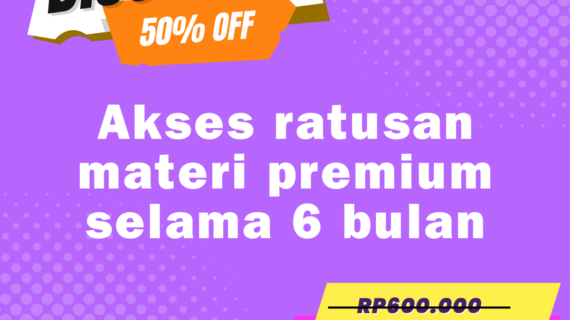 50% OFF
Akses ratusan
materi premium
selama 6 bulan
RP600.000